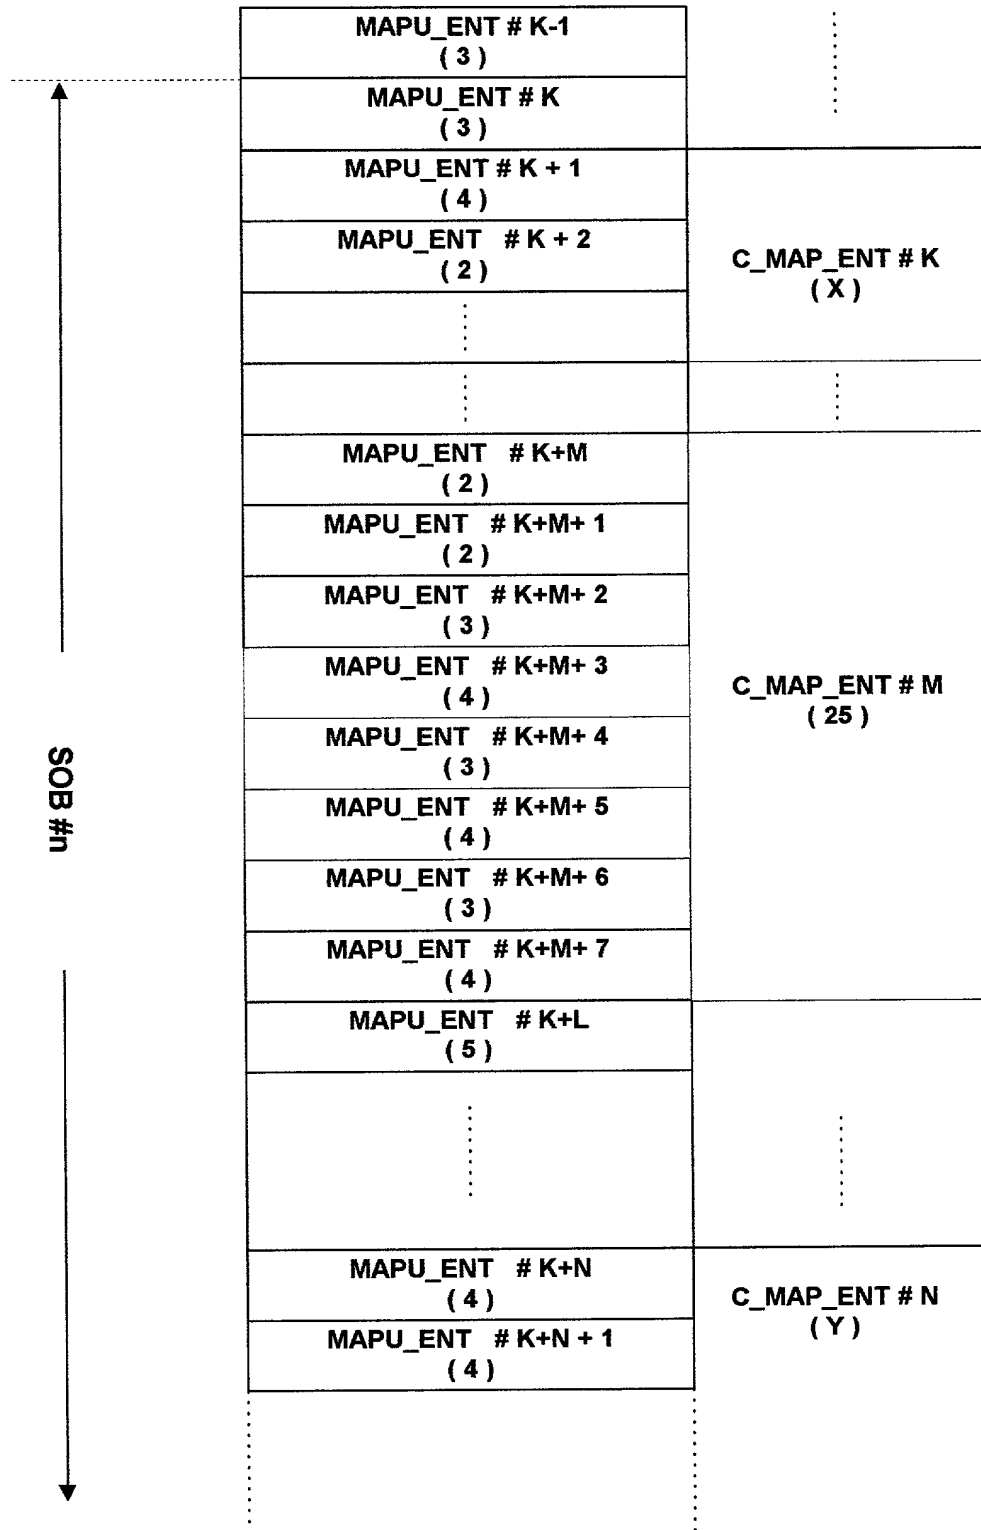 MAPU_ENT # K-1
( 3 )
MAPU_ENT # K
( 3 )
MAPU_ENT # K + 1
( 4 )
MAPU_ENT # K + 2
( 2 )
C_MAP_ENT # K
( X )
MAPU_ENT # K+M
( 2 )
MAPU_ENT # K+M+ 1
( 2 )
MAPU_ENT # K+M+ 2
( 3 )
MAPU_ENT # K+M+ 3
( 4 )
MAPU_ENT # K+M+ 4
( 3 )
MAPU_ENT # K+M+ 5
( 4 )
MAPU_ENT # K+M+ 6
( 3 )
MAPU_ENT # K+M+ 7
( 4 )
C_MAP_ENT # M
( 25 )
SOB #n
MAPU_ENT # K+L
( 5 )
MAPU_ENT # K+N
( 4 )
MAPU_ENT # K+N + 1
( 4 )
C_MAP_ENT # N
( Y )